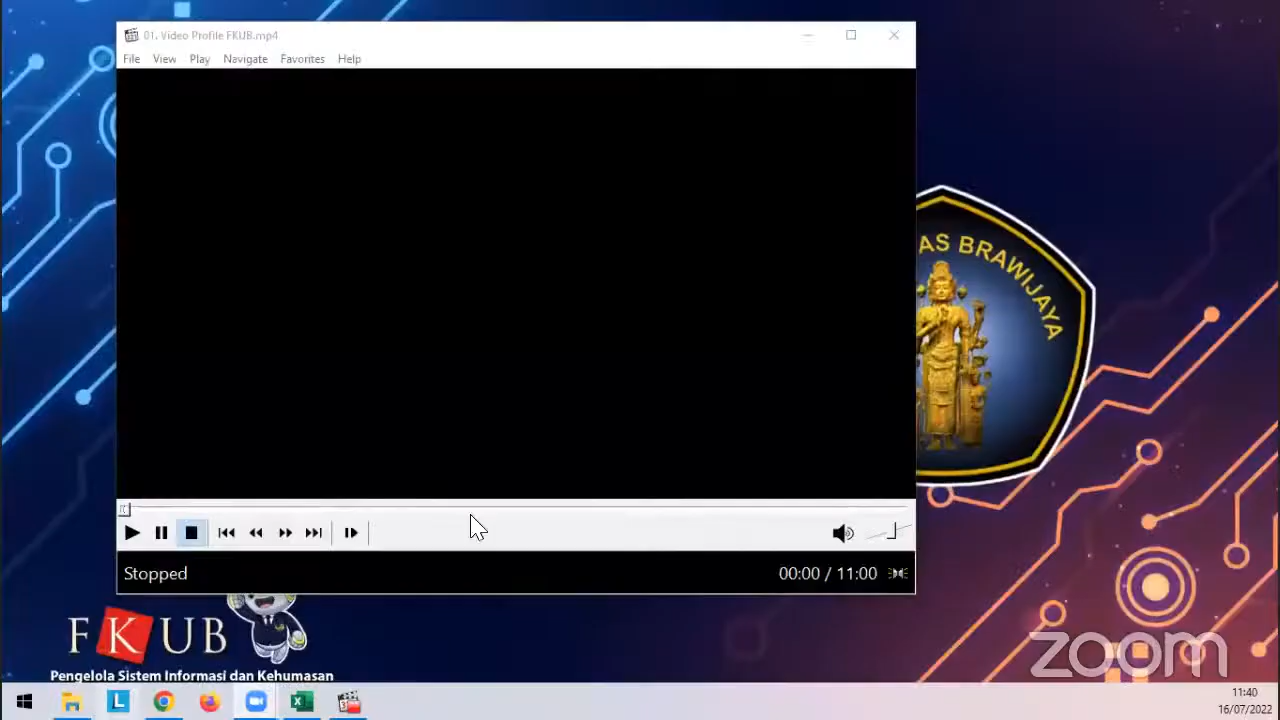 01. Video Profile FKUB.mp4
File View Play Navigate Favorites Help
AS BRAWIJAYA
Stopped
00:00 / 11:00
FKUB
Pengelola Sistem Informasi dan Kehumasan
zoom
11:40
16/07/2022